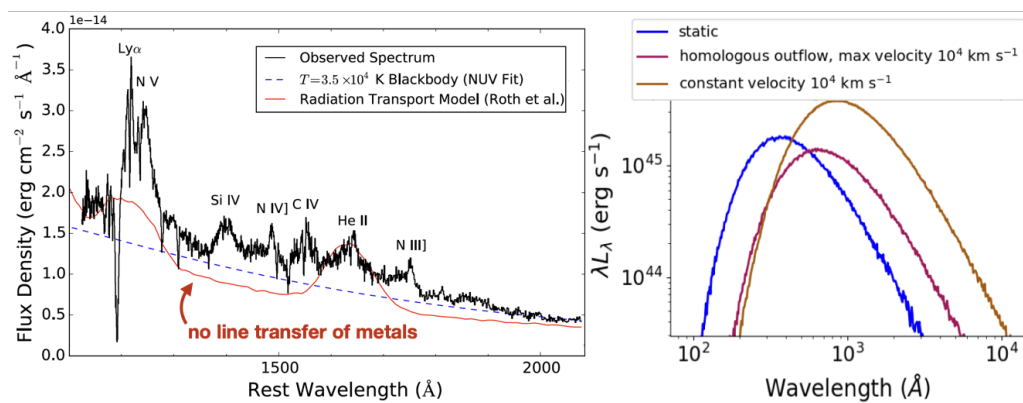 1e−14
4.0
3.5
3.0
2.5
2.0
1.5
1.0
0.5
0.0
Flux Density (erg cm⁻² s⁻¹ Å⁻¹)
Lyα
N V
Si IV
N IV]
C IV
He II
N III]
Observed Spectrum
T=3.5 ×10⁴ K Blackbody (NUV Fit)
Radiation Transport Model (Roth et al.)
no line transfer of metals
1500
2000
Rest Wavelength (Å)
static
homologous outflow, max velocity 10⁴ km s⁻¹
constant velocity 10⁴ km s⁻¹
λL_λ (erg s⁻¹)
10⁴⁵
10⁴⁴
10²
10³
10⁴
Wavelength (Å)